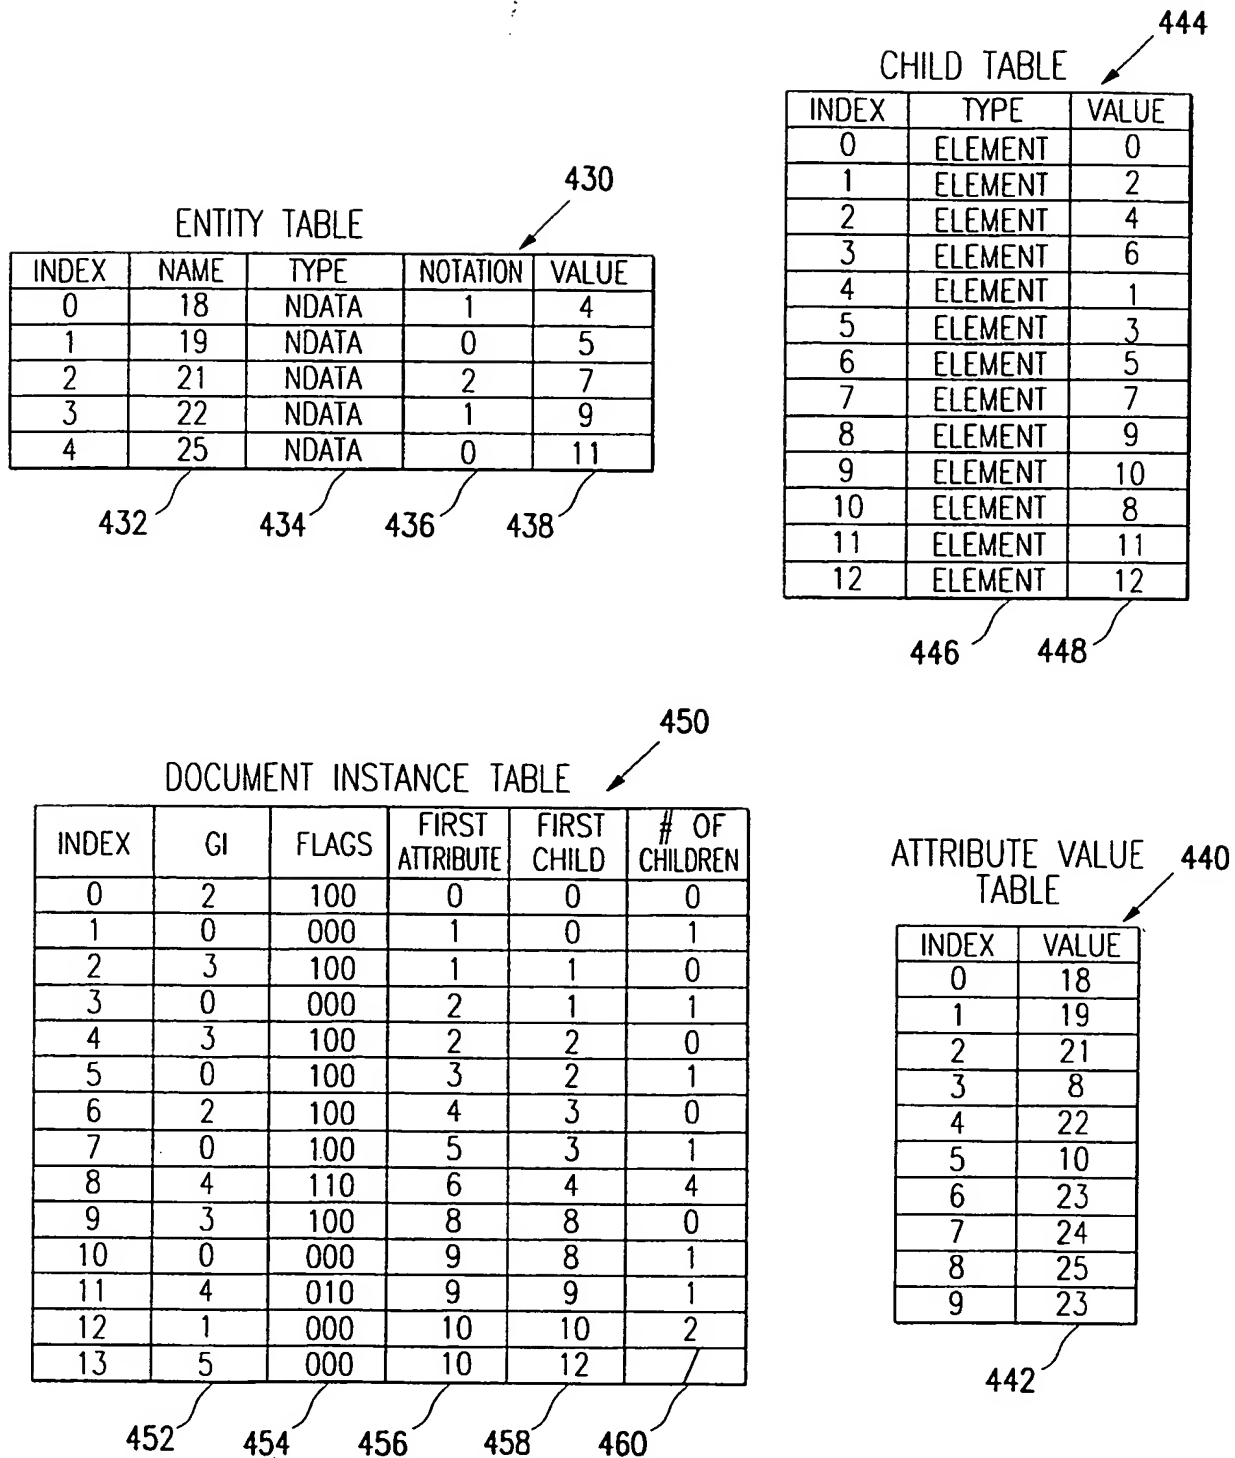 444
CHILD TABLE
INDEX TYPE VALUE
0 ELEMENT 0
1 ELEMENT 2
2 ELEMENT 4
3 ELEMENT 6
4 ELEMENT 1
5 ELEMENT 3
6 ELEMENT 5
7 ELEMENT 7
8 ELEMENT 9
9 ELEMENT 10
10 ELEMENT 8
11 ELEMENT 11
12 ELEMENT 12
446 448
430
ENTITY TABLE
INDEX NAME TYPE NOTATION VALUE
0 18 NDATA 1 4
1 19 NDATA 0 5
2 21 NDATA 2 7
3 22 NDATA 1 9
4 25 NDATA 0 11
432 434 436 438
450
DOCUMENT INSTANCE TABLE
INDEX GI FLAGS FIRST ATTRIBUTE FIRST CHILD # OF CHILDREN
0 2 100 0 0 0
1 0 000 1 0 1
2 3 100 1 1 0
3 0 000 2 1 1
4 3 100 2 2 0
5 0 100 3 2 1
6 2 100 4 3 0
7 0 100 5 3 1
8 4 110 6 4 4
9 3 100 8 8 0
10 0 000 9 8 1
11 4 010 9 9 1
12 1 000 10 10 2
13 5 000 10 12
452 454 456 458 460
ATTRIBUTE VALUE
TABLE
440
INDEX VALUE
0 18
1 19
2 21
3 8
4 22
5 10
6 23
7 24
8 25
9 23
442